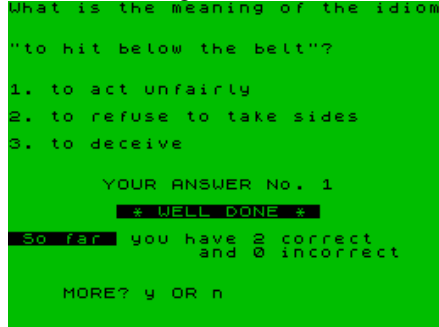 What is the meaning of the idiom
"to hit below the belt"?
1. to act unfairly
2. to refuse to take sides
3. to deceive
YOUR ANSWER No. 1
* WELL DONE *
So far you have 2 correct
and 0 incorrect
MORE? y OR n